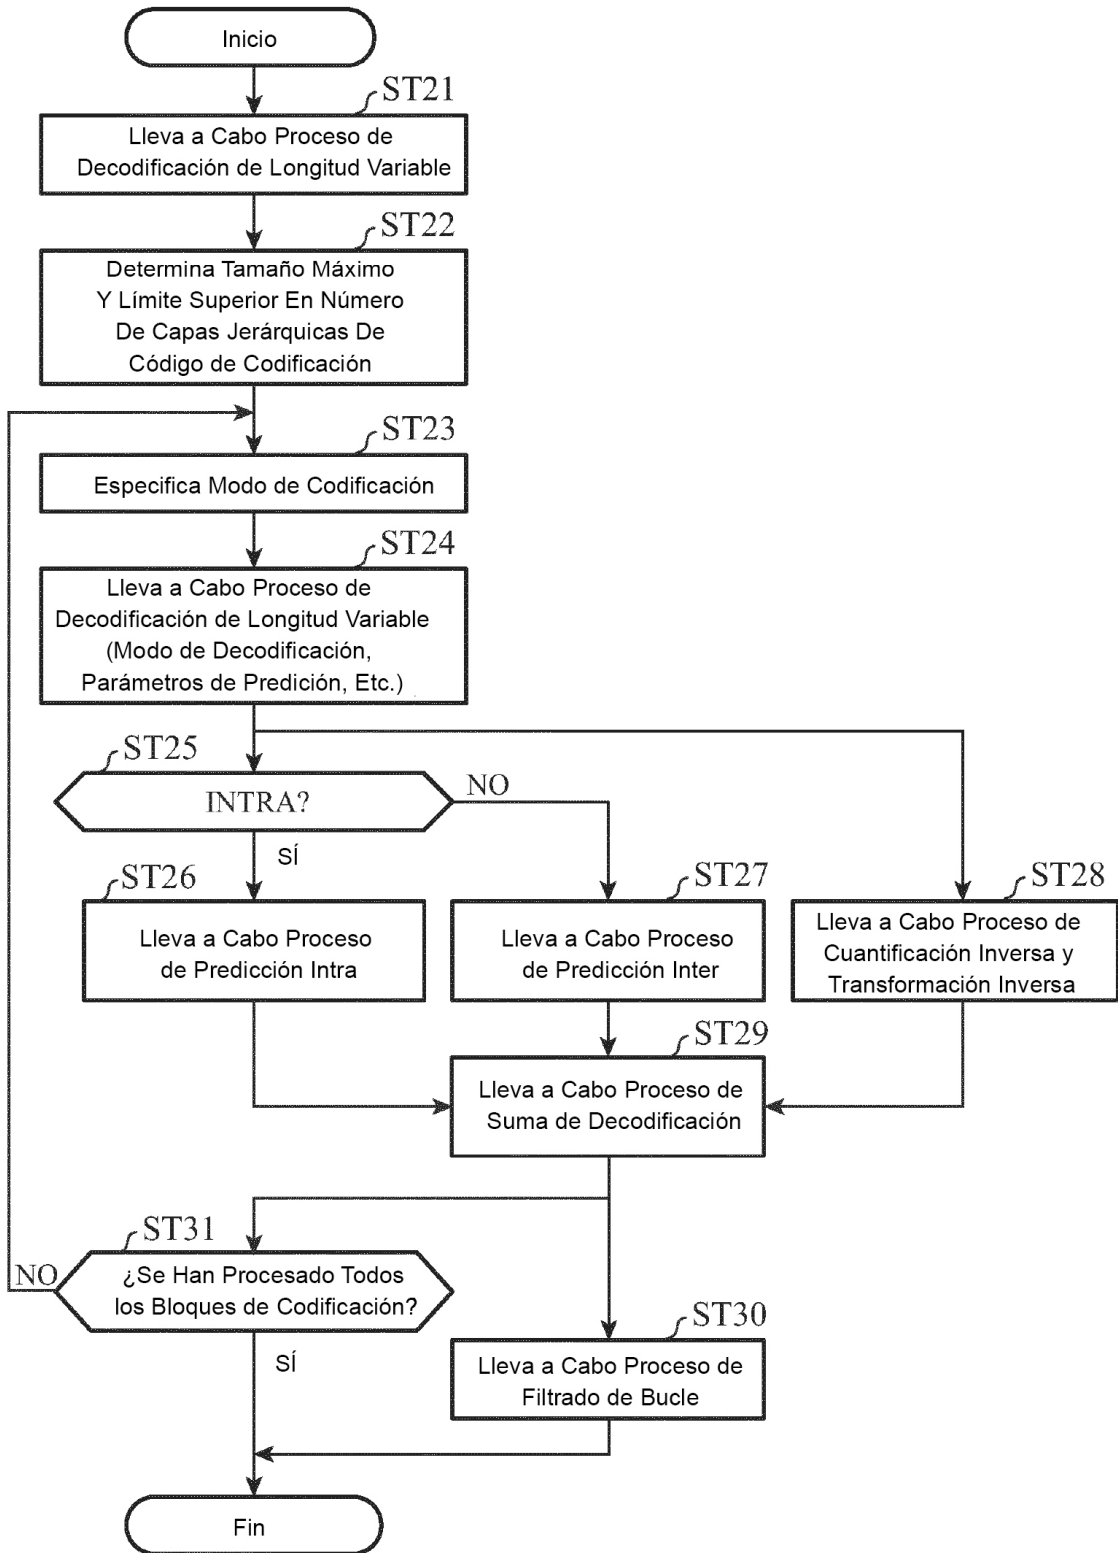 Inicio
ST21
Lleva a Cabo Proceso de
Decodificación de Longitud Variable
ST22
Determina Tamaño Máximo
Y Límite Superior En Número
De Capas Jerárquicas De
Código de Codificación
ST23
Especifica Modo de Codificación
ST24
Lleva a Cabo Proceso de
Decodificación de Longitud Variable
(Modo de Decodificación,
Parámetros de Predición, Etc.)
ST25
INTRA?
NO
SÍ
ST26
Lleva a Cabo Proceso
de Predicción Intra
ST27
Lleva a Cabo Proceso
de Predicción Inter
ST28
Lleva a Cabo Proceso de
Cuantificación Inversa y
Transformación Inversa
ST29
Lleva a Cabo Proceso de
Suma de Decodificación
ST31
¿Se Han Procesado Todos
los Bloques de Codificación?
NO
SÍ
ST30
Lleva a Cabo Proceso de
Filtrado de Bucle
Fin